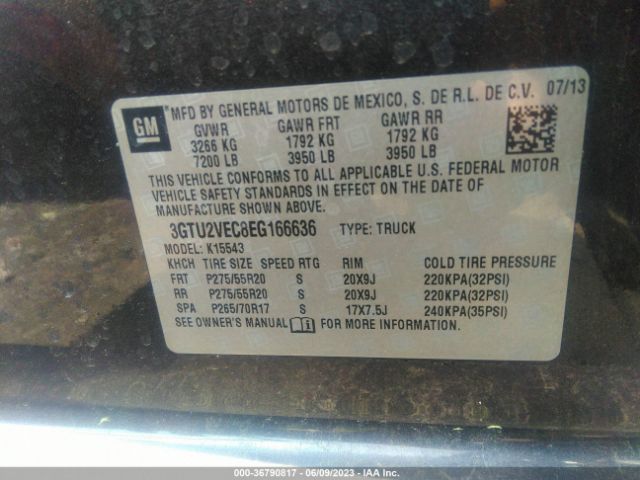 GM
MFD BY GENERAL MOTORS DE MEXICO, S. DE R.L. DE C.V. 07/13
GVWR GAWR FRT GAWR RR
3266 KG 1792 KG 1792 KG
7200 LB 3950 LB 3950 LB
THIS VEHICLE CONFORMS TO ALL APPLICABLE U.S. FEDERAL MOTOR
VEHICLE SAFETY STANDARDS IN EFFECT ON THE DATE OF
MANUFACTURE SHOWN ABOVE.
3GTU2VEC8EG166636 TYPE: TRUCK
MODEL: K15543
KHCH TIRE SIZE SPEED RTG RIM COLD TIRE PRESSURE
FRT P275/55R20 S 20X9J 220KPA(32PSI)
RR P275/55R20 S 20X9J 220KPA(32PSI)
SPA P265/70R17 S 17X7.5J 240KPA(35PSI)
SEE OWNER'S MANUAL FOR MORE INFORMATION.
000-36790817 - 06/09/2023 - IAA Inc.